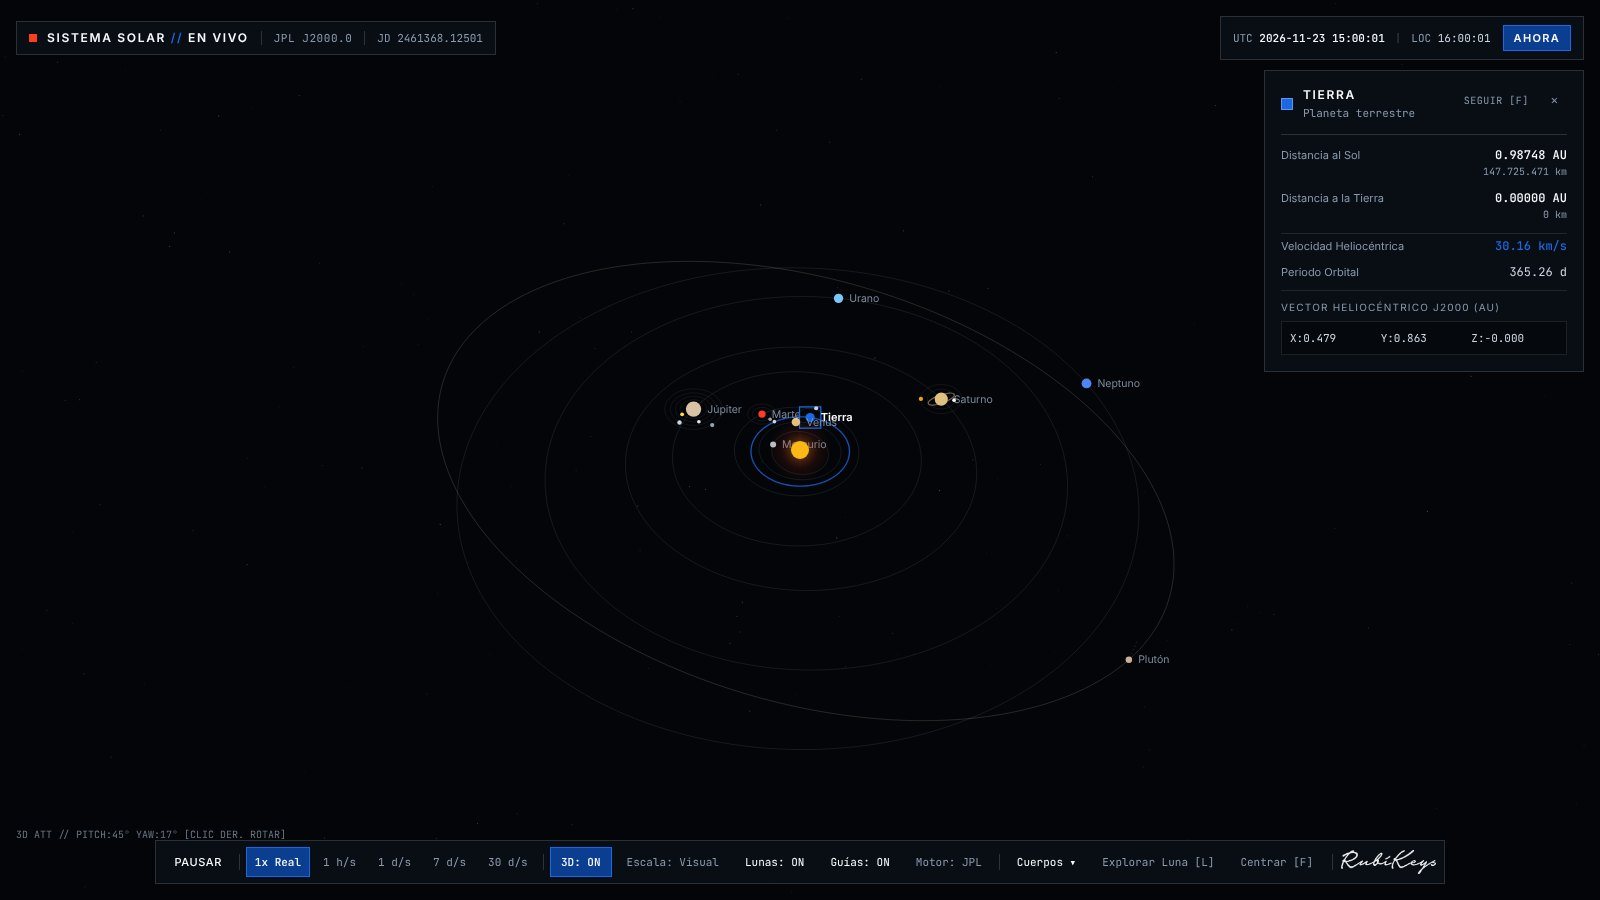 SISTEMA SOLAR // EN VIVO | JPL J2000.0 | JD 2461368.12501
UTC 2026-11-23 15:00:01 | LOC 16:00:01 AHORA
TIERRA
SEGUIR [F] ×
Planeta terrestre
Distancia al Sol 0.98748 AU
147.725.471 km
Distancia a la Tierra 0.00000 AU
0 km
Velocidad Heliocéntrica 30.16 km/s
Periodo Orbital 365.26 d
VECTOR HELIOCÉNTRICO J2000 (AU)
X:0.479 Y:0.863 Z:-0.000
Urano
Neptuno
Saturno
Júpiter
Marte
Tierra
Venus
Mercurio
Plutón
3D ATT // PITCH:45° YAW:17° [CLIC DER. ROTAR]
PAUSAR 1x Real 1 h/s 1 d/s 7 d/s 30 d/s 3D: ON Escala: Visual Lunas: ON Guías: ON Motor: JPL Cuerpos ▾ Explorar Luna [L] Centrar [F] RubiKeys